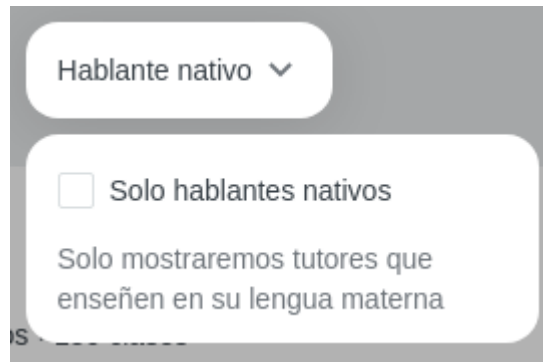 Hablante nativo
Solo hablantes nativos
Solo mostraremos tutores que
enseñen en su lengua materna